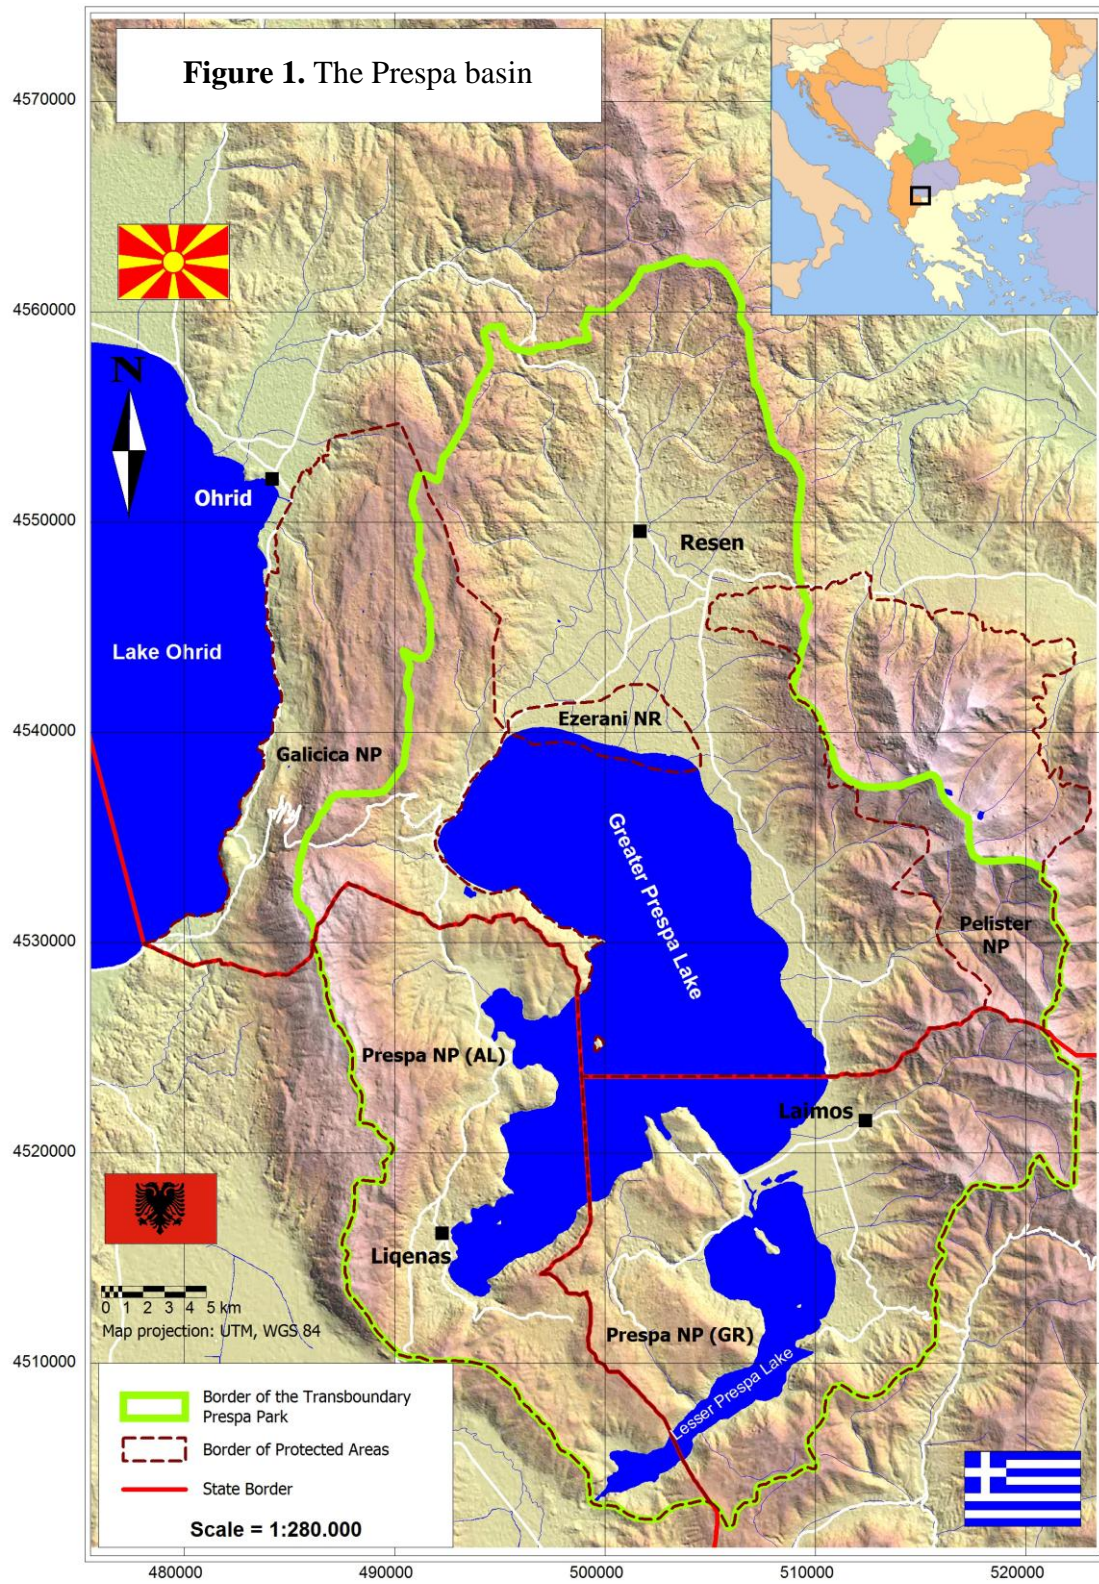 Figure 1. The Prespa basin
4570000
4560000
N
Ohrid
4550000
Resen
Lake Ohrid
Ezerani NR
4540000
Galicica NP
Greater Prespa Lake
Pelister
NP
4530000
Prespa NP (AL)
Laimos
4520000
Liqenas
0 1 2 3 4 5 km
Map projection: UTM, WGS 84
Prespa NP (GR)
4510000
Lesser Prespa Lake
Border of the Transboundary
Prespa Park
Border of Protected Areas
State Border
Scale = 1:280.000
480000 490000 500000 510000 520000